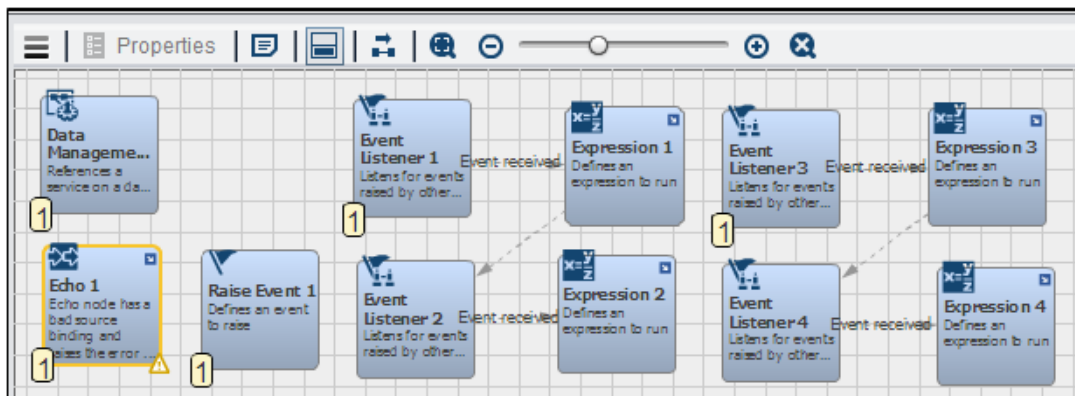 Properties
Data
Manageme...
References a
service on a da...
1
Event
Listener 1
Listens for events
raised by other...
1
Event received
x=y/z
Expression 1
Defines an
expression to run
Event
Listener 3
Listens for events
raised by other...
1
Event received
x=y/z
Expression 3
Defines an
expression to run
Echo 1
Echo node has a
bad source
binding and
raises the error ...
1
Raise Event 1
Defines an event
to raise
1
Event
Listener 2
Listens for events
raised by other...
Event received
x=y/z
Expression 2
Defines an
expression to run
Event
Listener 4
Listens for events
raised by other...
Event received
x=y/z
Expression 4
Defines an
expression to run